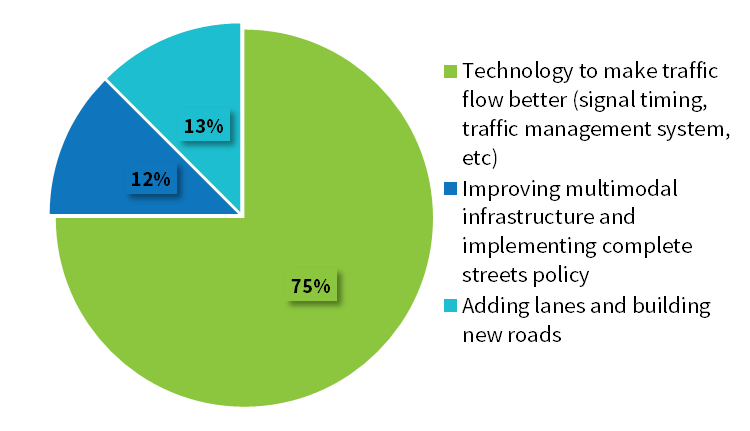 13%
12%
75%
Technology to make traffic
flow better (signal timing,
traffic management system,
etc)
Improving multimodal
infrastructure and
implementing complete
streets policy
Adding lanes and building
new roads